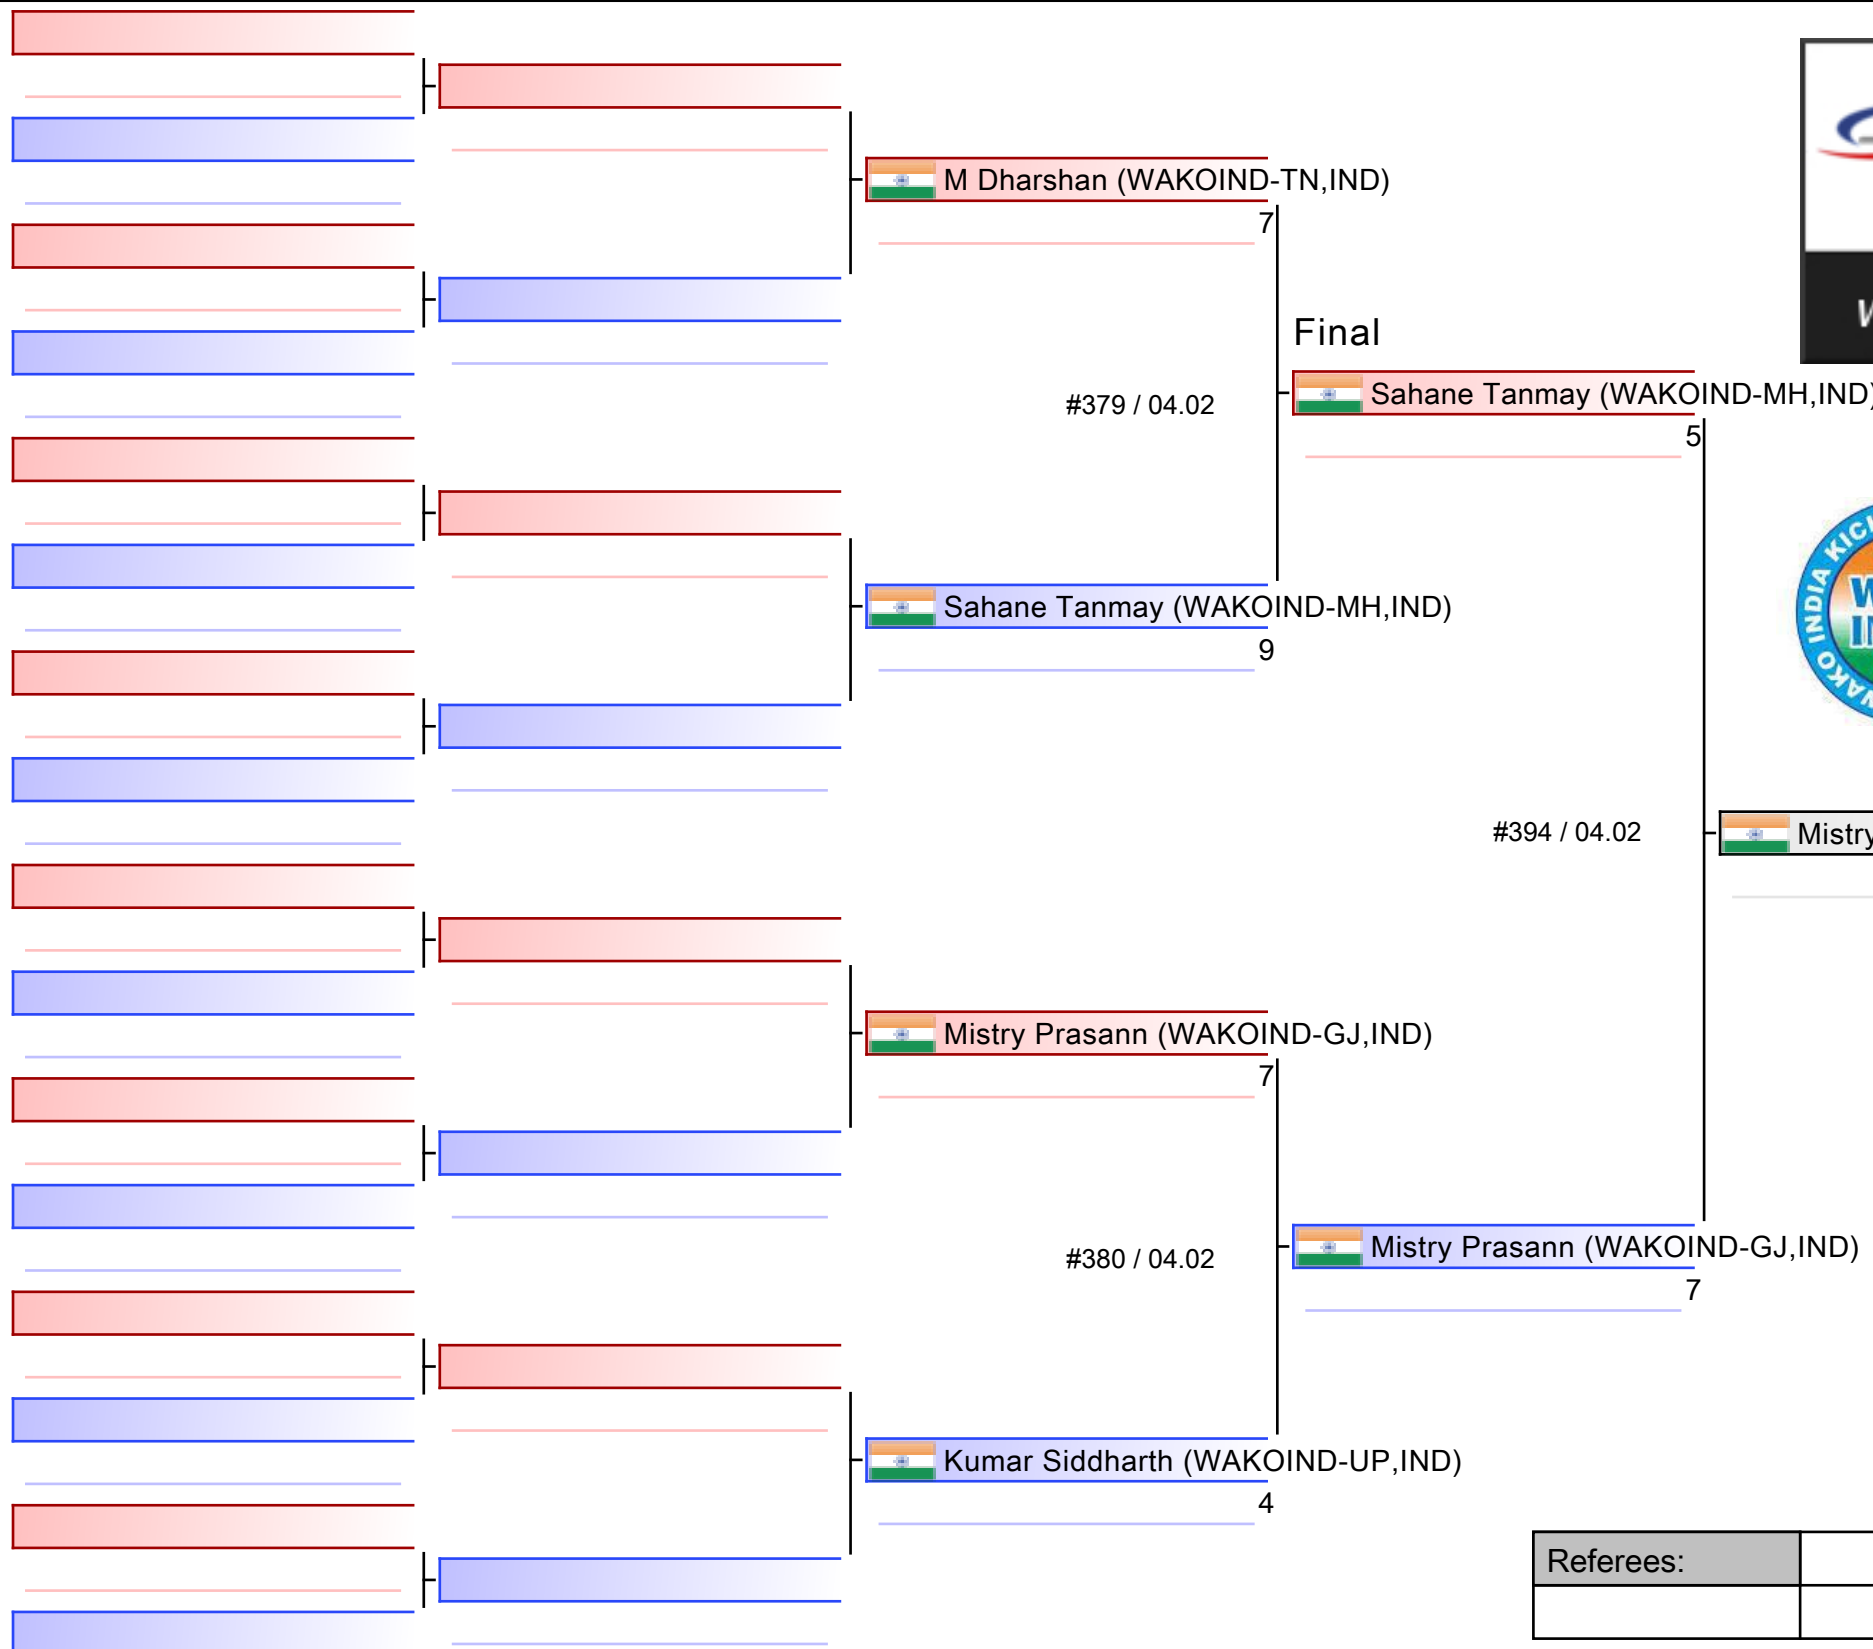 M Dharshan (WAKOIND-TN,IND)
7
Final
#379 / 04.02
Sahane Tanmay (WAKOIND-MH,IND)
5
Sahane Tanmay (WAKOIND-MH,IND)
9
INDIA
WAKO
#394 / 04.02
Mistry
Mistry Prasann (WAKOIND-GJ,IND)
7
#380 / 04.02
Mistry Prasann (WAKOIND-GJ,IND)
7
Kumar Siddharth (WAKOIND-UP,IND)
4
Referees: